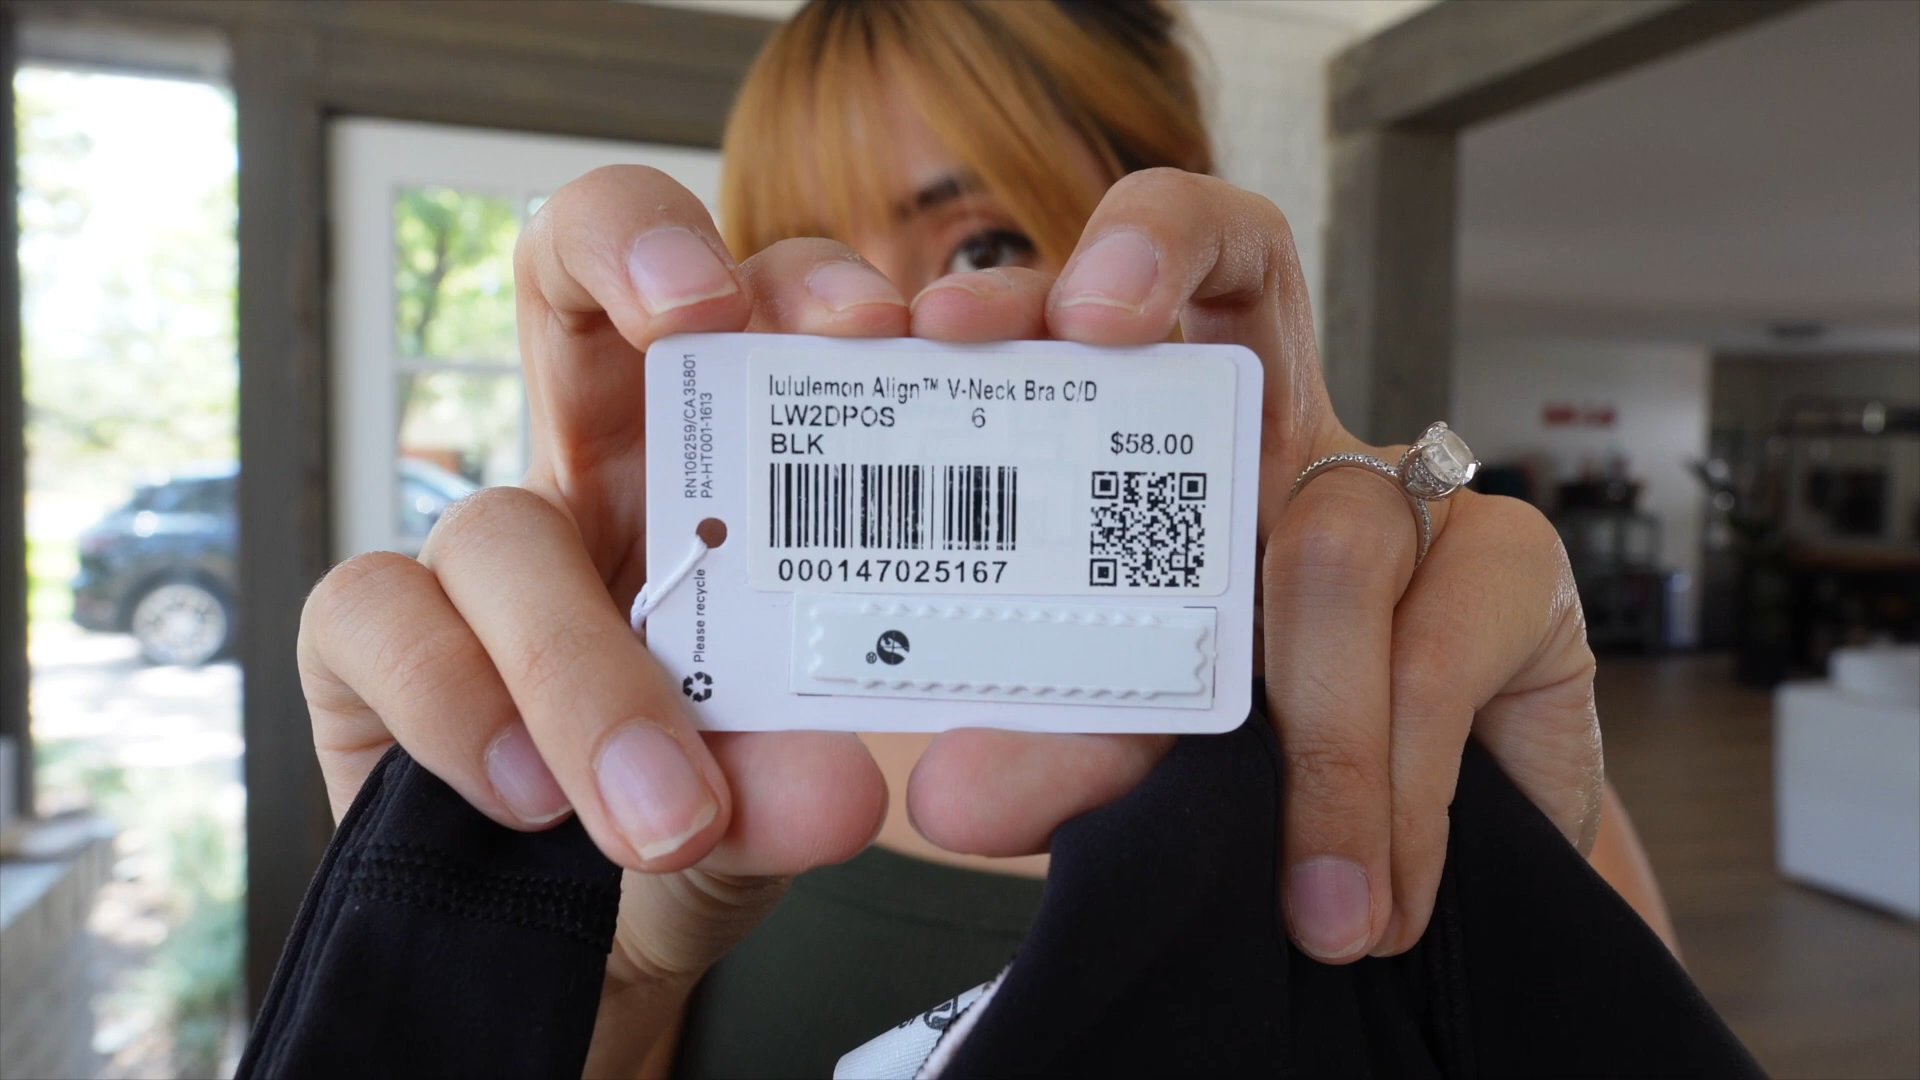 lululemon Align™ V-Neck Bra C/D
LW2DPOS 6
BLK $58.00
000147025167
RN106259/CA35801
PA-HT001-1613
Please recycle
®